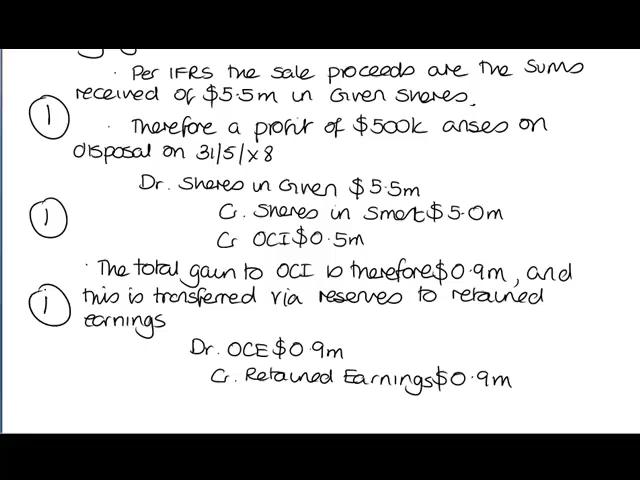 · Per IFRS the sale proceeds are the sums
received of $5.5m in Given shares.
1
· Therefore a profit of $500k arises on
disposal on 31/5/x8
Dr. Shares in Given $5.5m
1
Cr. Shares in Smart $5.0m
Cr OCI $0.5m
· The total gain to OCI is therefore $0.9m, and
1
this is transferred via reserves to retained
earnings
Dr. OCE $0.9m
Cr. Retained Earnings $0.9m